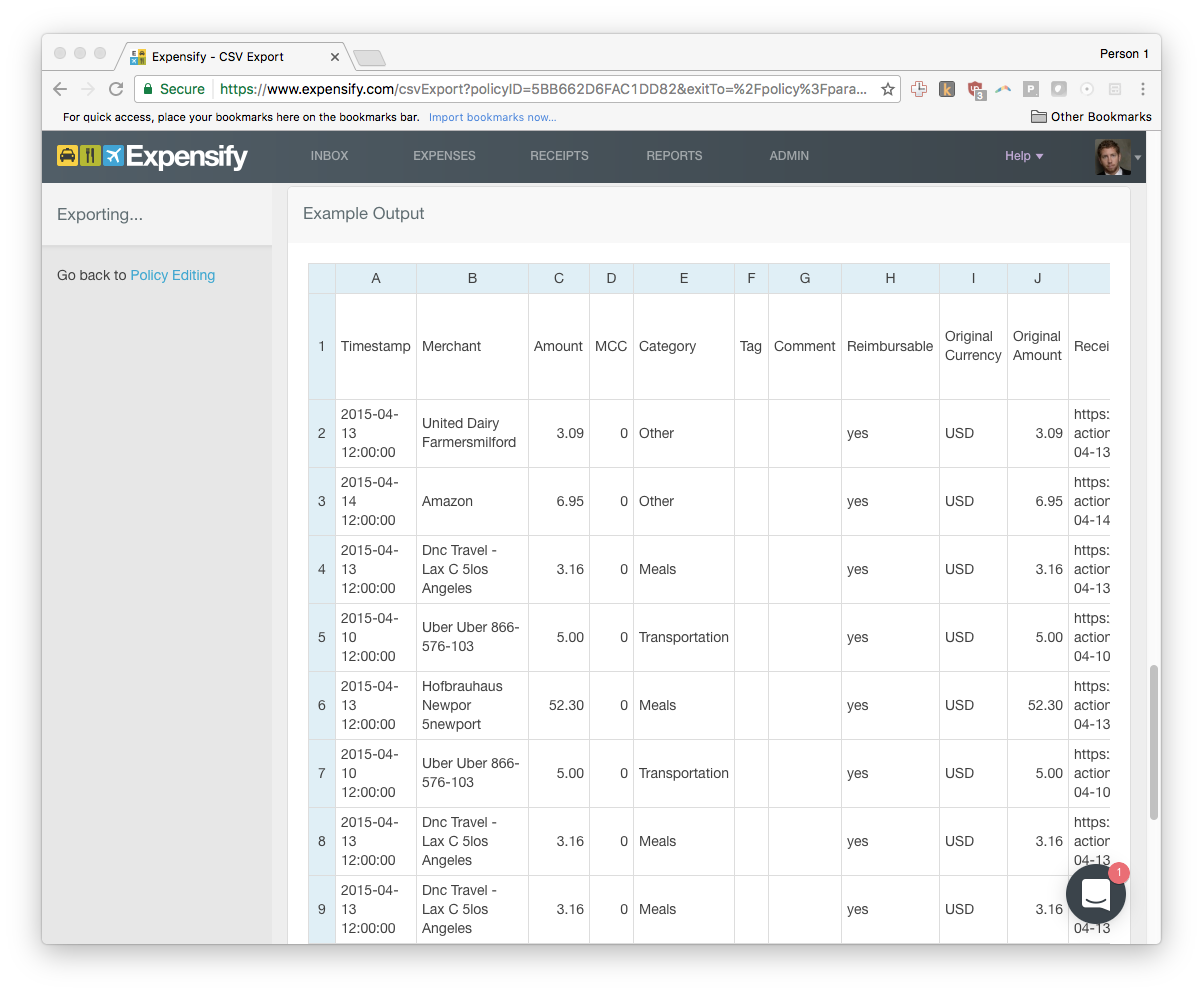 Expensify - CSV Export
Person 1
Secure https://www.expensify.com/csvExport?policyID=5BB662D6FAC1DD82&exitTo=%2Fpolicy%3Fpara...
k
3
P
For quick access, place your bookmarks here on the bookmarks bar. Import bookmarks now...
Other Bookmarks
Expensify
INBOX EXPENSES RECEIPTS REPORTS ADMIN
Help
Exporting...
Go back to Policy Editing
Example Output
A B C D E F G H I J
1 Timestamp Merchant Amount MCC Category Tag Comment Reimbursable Original Currency Original Amount Recei
2 2015-04-13 12:00:00 United Dairy Farmersmilford 3.09 0 Other yes USD 3.09 https: action 04-13
3 2015-04-14 12:00:00 Amazon 6.95 0 Other yes USD 6.95 https: action 04-14
4 2015-04-13 12:00:00 Dnc Travel - Lax C 5los Angeles 3.16 0 Meals yes USD 3.16 https: action 04-13
5 2015-04-10 12:00:00 Uber Uber 866-576-103 5.00 0 Transportation yes USD 5.00 https: action 04-10
6 2015-04-13 12:00:00 Hofbrauhaus Newpor 5newport 52.30 0 Meals yes USD 52.30 https: action 04-13
7 2015-04-10 12:00:00 Uber Uber 866-576-103 5.00 0 Transportation yes USD 5.00 https: action 04-10
8 2015-04-13 12:00:00 Dnc Travel - Lax C 5los Angeles 3.16 0 Meals yes USD 3.16 https: action 04-13
9 2015-04-13 12:00:00 Dnc Travel - Lax C 5los Angeles 3.16 0 Meals yes USD 3.16 04-13
1